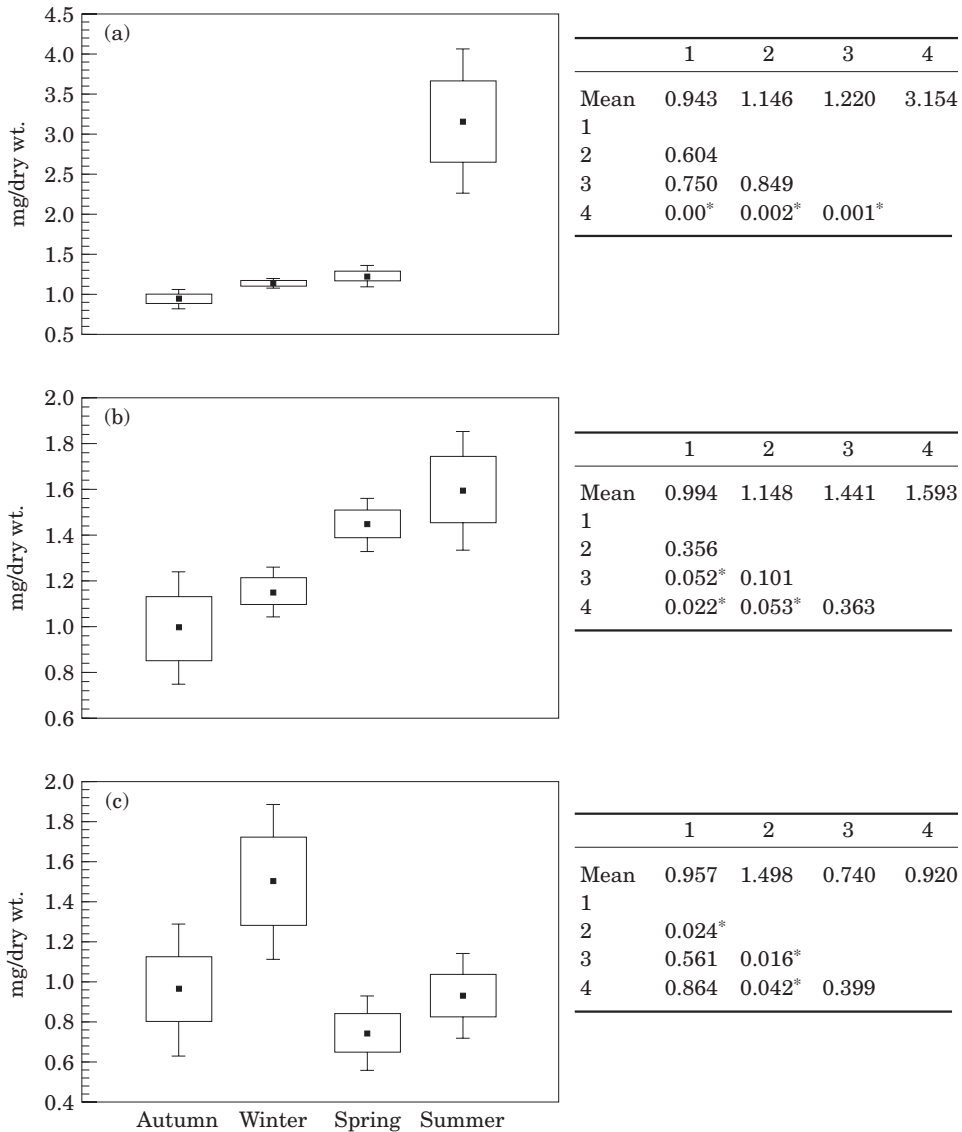 (a)
mg/dry wt.
4.5
4.0
3.5
3.0
2.5
2.0
1.5
1.0
0.5
1 2 3 4
Mean 0.943 1.146 1.220 3.154
1
2 0.604
3 0.750 0.849
4 0.00* 0.002* 0.001*
(b)
mg/dry wt.
2.0
1.8
1.6
1.4
1.2
1.0
0.8
0.6
1 2 3 4
Mean 0.994 1.148 1.441 1.593
1
2 0.356
3 0.052* 0.101
4 0.022* 0.053* 0.363
(c)
mg/dry wt.
2.0
1.8
1.6
1.4
1.2
1.0
0.8
0.6
0.4
Autumn Winter Spring Summer
1 2 3 4
Mean 0.957 1.498 0.740 0.920
1
2 0.024*
3 0.561 0.016*
4 0.864 0.042* 0.399